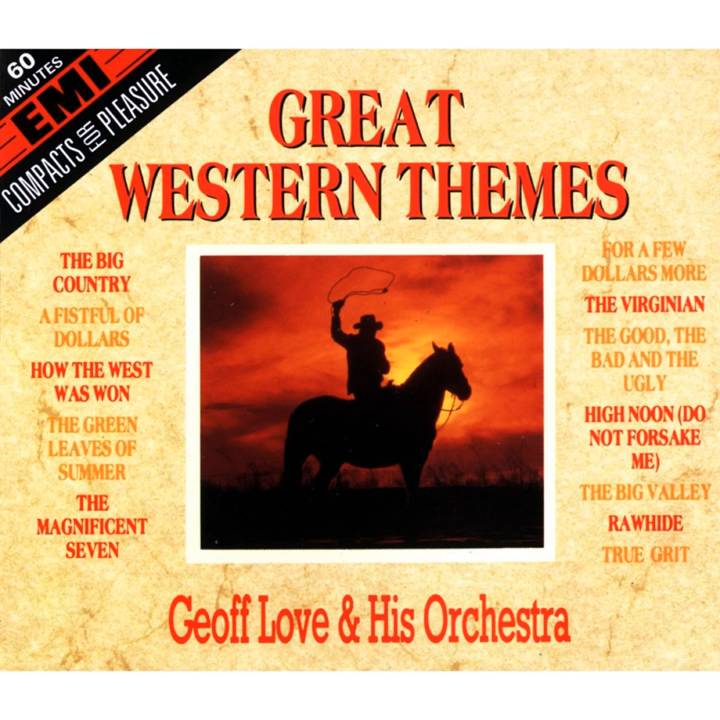 60
MINUTES
EMI
COMPACTS
FOR
PLEASURE
GREAT
WESTERN THEMES
THE BIG
COUNTRY
A FISTFUL OF
DOLLARS
HOW THE WEST
WAS WON
THE GREEN
LEAVES OF
SUMMER
THE
MAGNIFICENT
SEVEN
FOR A FEW
DOLLARS MORE
THE VIRGINIAN
THE GOOD, THE
BAD AND THE
UGLY
HIGH NOON (DO
NOT FORSAKE
ME)
THE BIG VALLEY
RAWHIDE
TRUE GRIT
Geoff Love & His Orchestra